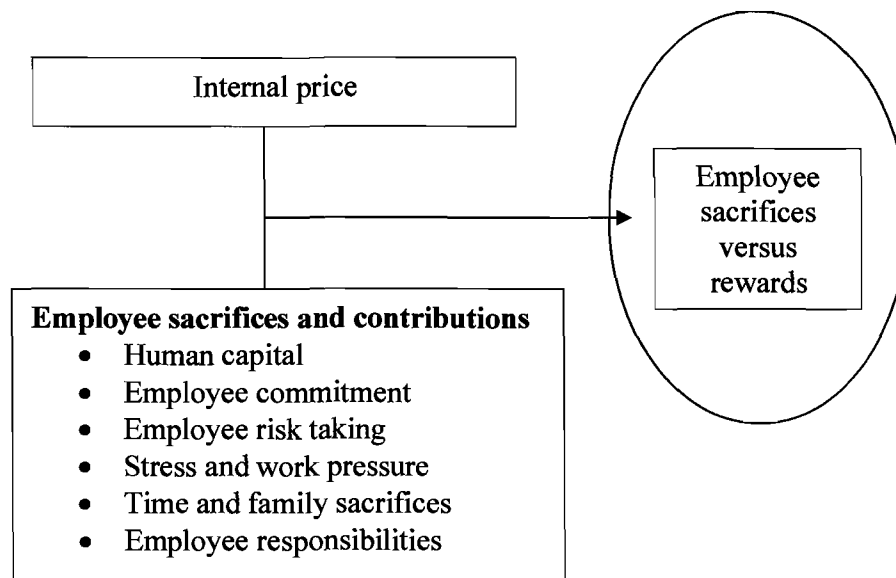 Internal price
Employee
sacrifices
versus
rewards
Employee sacrifices and contributions
• Human capital
• Employee commitment
• Employee risk taking
• Stress and work pressure
• Time and family sacrifices
• Employee responsibilities